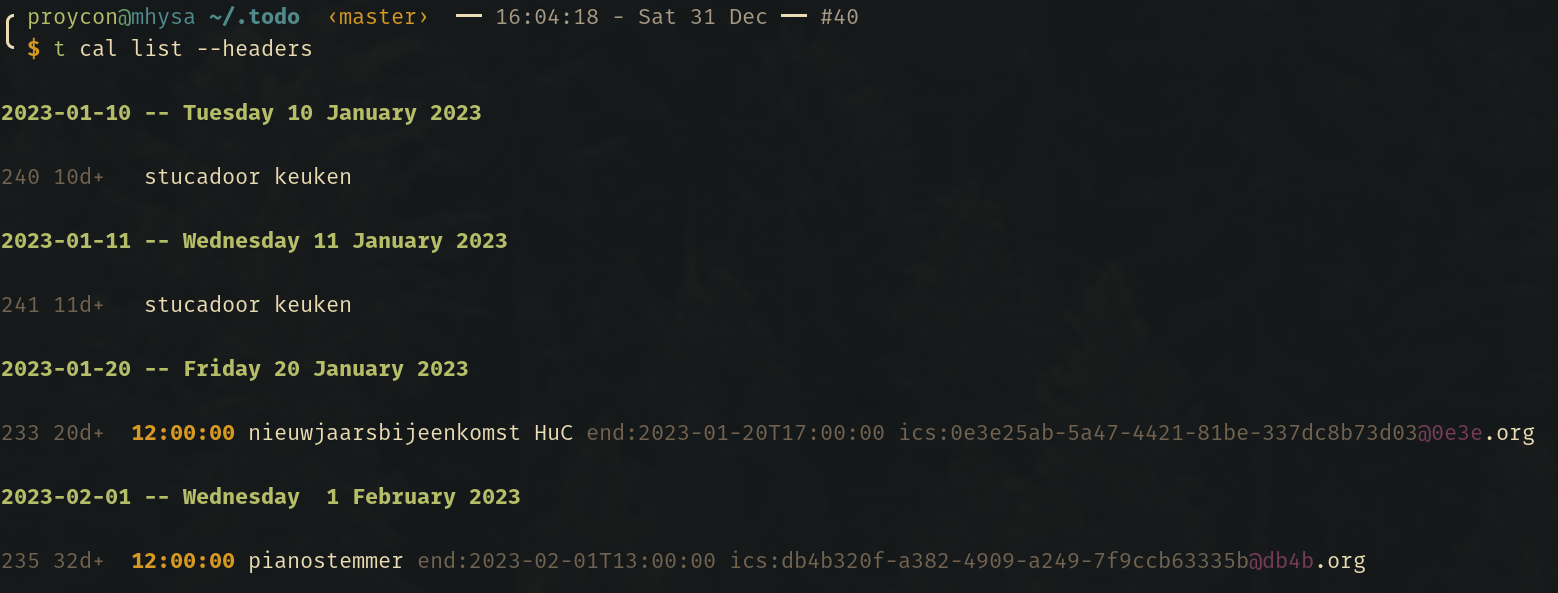 proycon@mhysa ~/.todo ‹master› ── 16:04:18 - Sat 31 Dec ── #40
$ t cal list --headers
2023-01-10 -- Tuesday 10 January 2023
240 10d+ stucadoor keuken
2023-01-11 -- Wednesday 11 January 2023
241 11d+ stucadoor keuken
2023-01-20 -- Friday 20 January 2023
233 20d+ 12:00:00 nieuwjaarsbijeenkomst HuC end:2023-01-20T17:00:00 ics:0e3e25ab-5a47-4421-81be-337dc8b73d03@0e3e.org
2023-02-01 -- Wednesday  1 February 2023
235 32d+ 12:00:00 pianostemmer end:2023-02-01T13:00:00 ics:db4b320f-a382-4909-a249-7f9ccb63335b@db4b.org